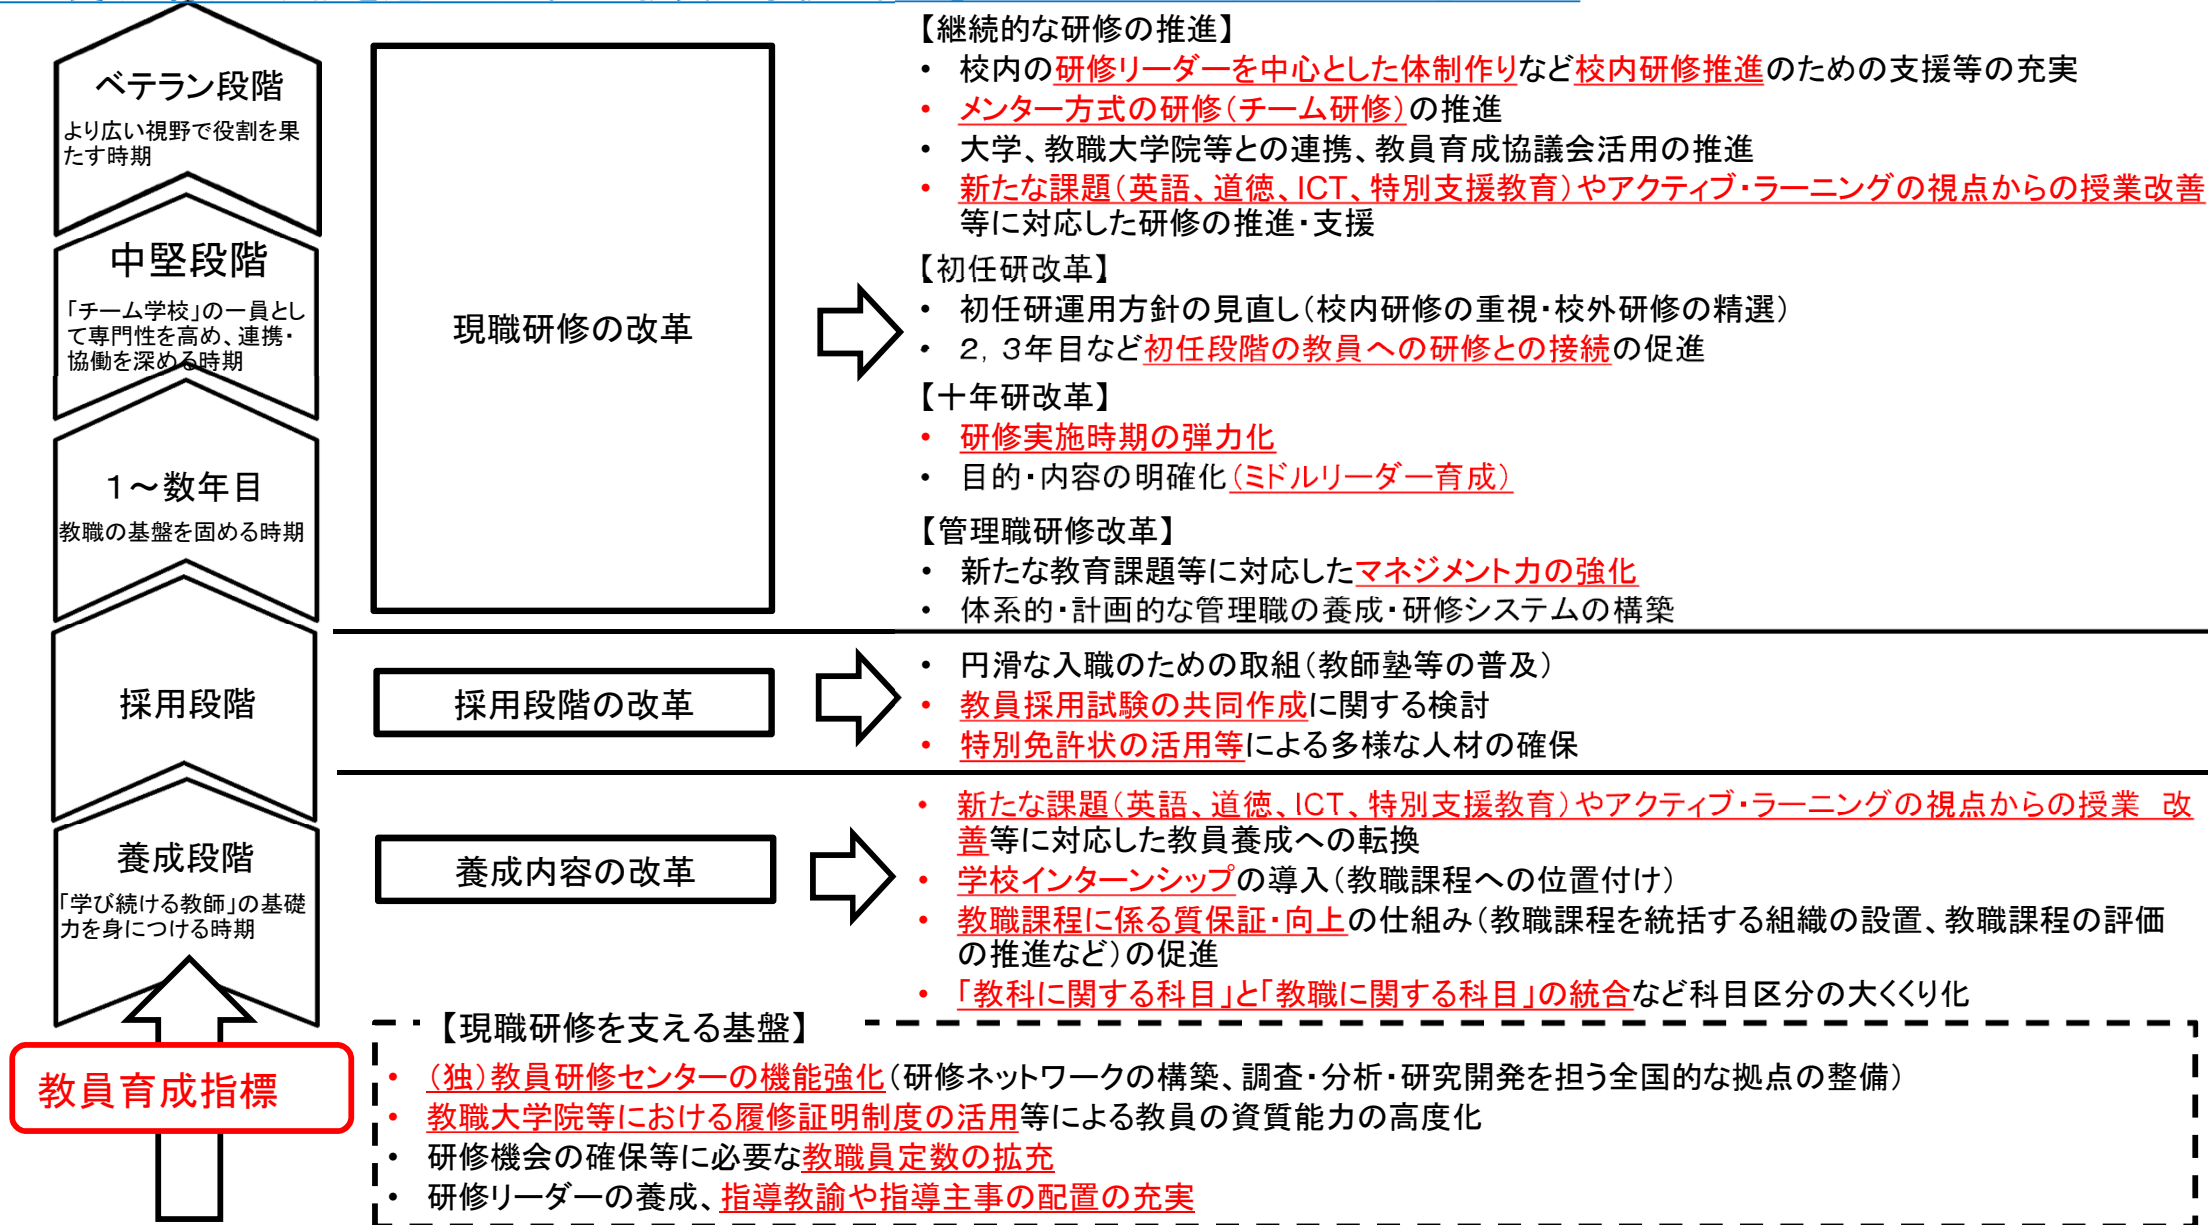 ベテラン段階
より広い視野で役割を果
たす時期
中堅段階
「チーム学校」の一員とし
て専門性を高め、連携・
協働を深める時期
1～数年目
教職の基盤を固める時期
採用段階
養成段階
「学び続ける教師」の基礎
力を身につける時期
教員育成指標
現職研修の改革
【継続的な研修の推進】
• 校内の研修リーダーを中心とした体制作りなど校内研修推進のための支援等の充実
• メンター方式の研修（チーム研修）の推進
• 大学、教職大学院等との連携、教員育成協議会活用の推進
• 新たな課題（英語、道徳、ICT、特別支援教育）やアクティブ・ラーニングの視点からの授業改善
等に対応した研修の推進・支援
【初任研改革】
• 初任研運用方針の見直し（校内研修の重視・校外研修の精選）
• 2，3年目など初任段階の教員への研修との接続の促進
【十年研改革】
• 研修実施時期の弾力化
• 目的・内容の明確化（ミドルリーダー育成）
【管理職研修改革】
• 新たな教育課題等に対応したマネジメント力の強化
• 体系的・計画的な管理職の養成・研修システムの構築
採用段階の改革
• 円滑な入職のための取組（教師塾等の普及）
• 教員採用試験の共同作成に関する検討
• 特別免許状の活用等による多様な人材の確保
養成内容の改革
• 新たな課題（英語、道徳、ICT、特別支援教育）やアクティブ・ラーニングの視点からの授業 改
善等に対応した教員養成への転換
• 学校インターンシップの導入（教職課程への位置付け）
• 教職課程に係る質保証・向上の仕組み（教職課程を統括する組織の設置、教職課程の評価
の推進など）の促進
• 「教科に関する科目」と「教職に関する科目」の統合など科目区分の大くくり化
【現職研修を支える基盤】
• （独）教員研修センターの機能強化（研修ネットワークの構築、調査・分析・研究開発を担う全国的な拠点の整備）
• 教職大学院等における履修証明制度の活用等による教員の資質能力の高度化
• 研修機会の確保等に必要な教職員定数の拡充
• 研修リーダーの養成、指導教諭や指導主事の配置の充実